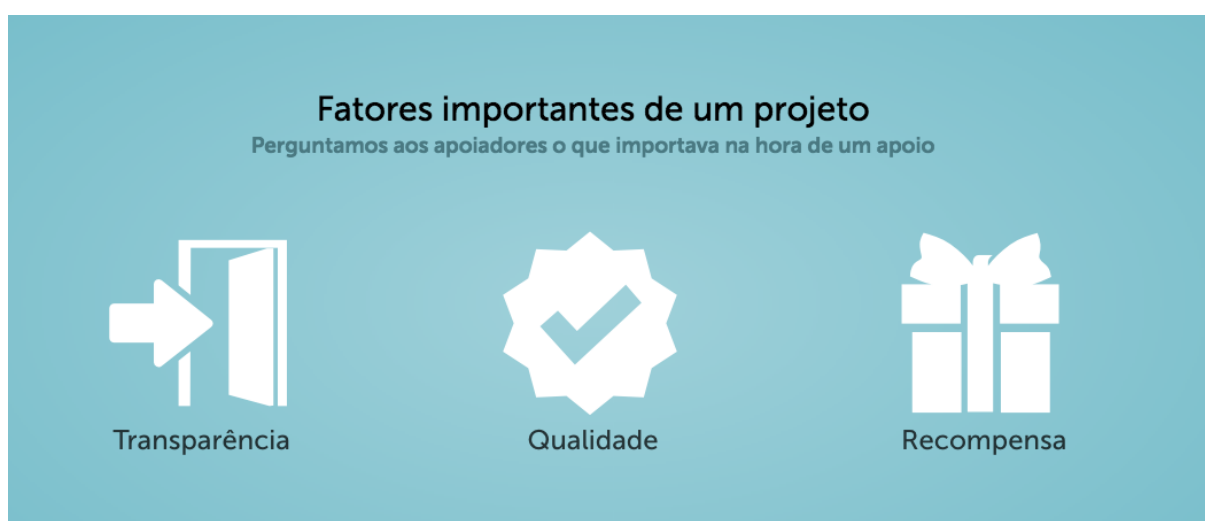 Fatores importantes de um projeto
Perguntamos aos apoiadores o que importava na hora de um apoio
Transparência
Qualidade
Recompensa